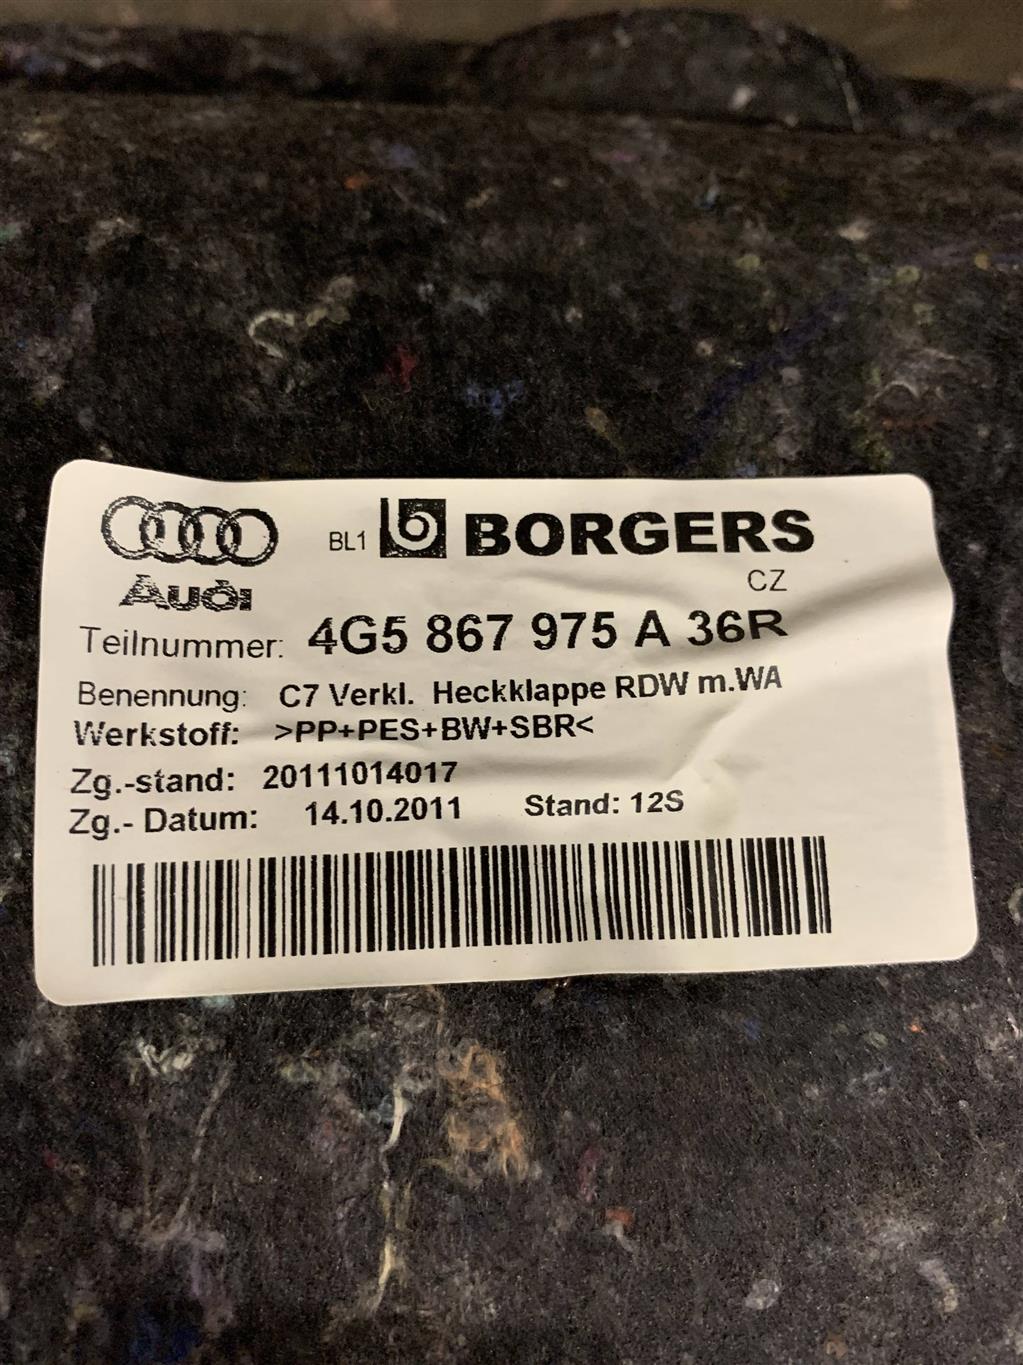 BL1 BORGERS
CZ
Audi
Teilnummer: 4G5 867 975 A 36R
Benennung: C7 Verkl. Heckklappe RDW m.WA
Werkstoff: >PP+PES+BW+SBR<
Zg.-stand: 20111014017
Zg.- Datum: 14.10.2011 Stand: 12S